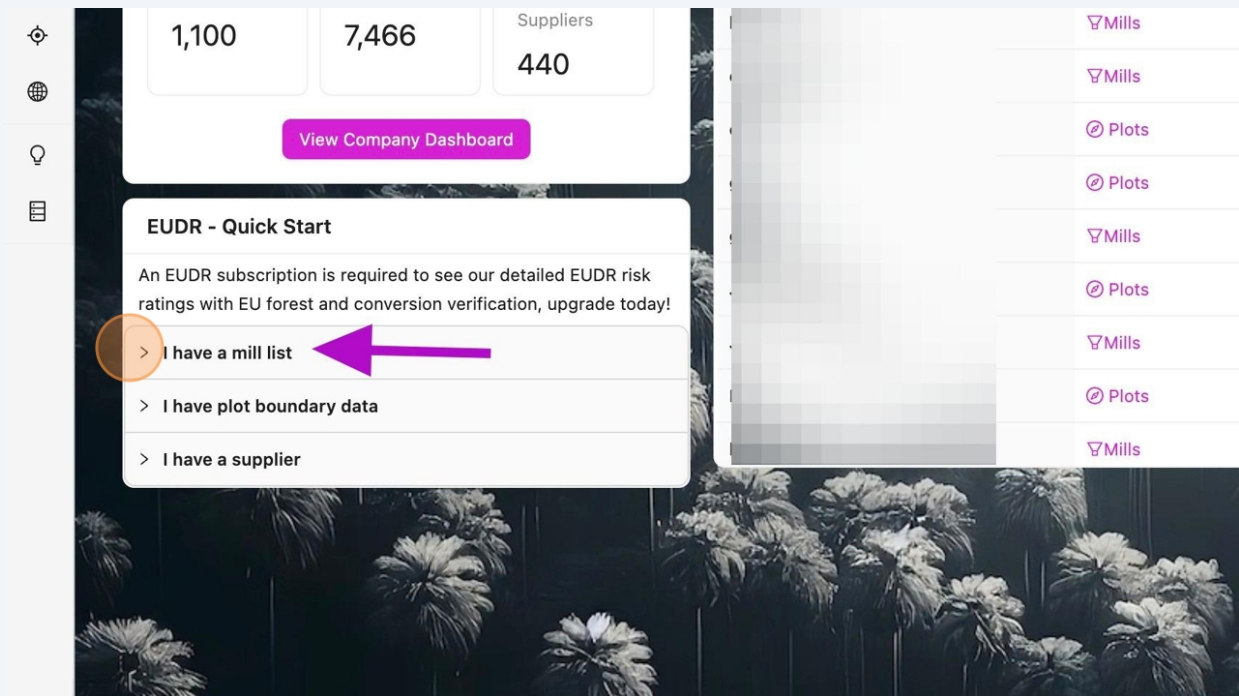 1,100
7,466
Suppliers
440
View Company Dashboard
EUDR - Quick Start
An EUDR subscription is required to see our detailed EUDR risk
ratings with EU forest and conversion verification, upgrade today!
I have a mill list
I have plot boundary data
I have a supplier
Mills
Mills
Plots
Plots
Mills
Plots
Mills
Plots
Mills